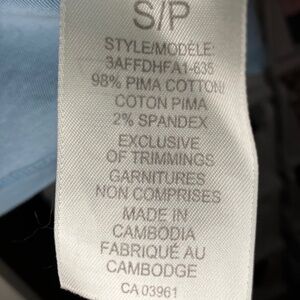 S/P
STYLE/MODÈLE:
3AFFDHFA1-635
98% PIMA COTTON/
COTON PIMA
2% SPANDEX
EXCLUSIVE
OF TRIMMINGS
GARNITURES
NON COMPRISES
MADE IN
CAMBODIA
FABRIQUÉ AU
CAMBODGE
CA 03961